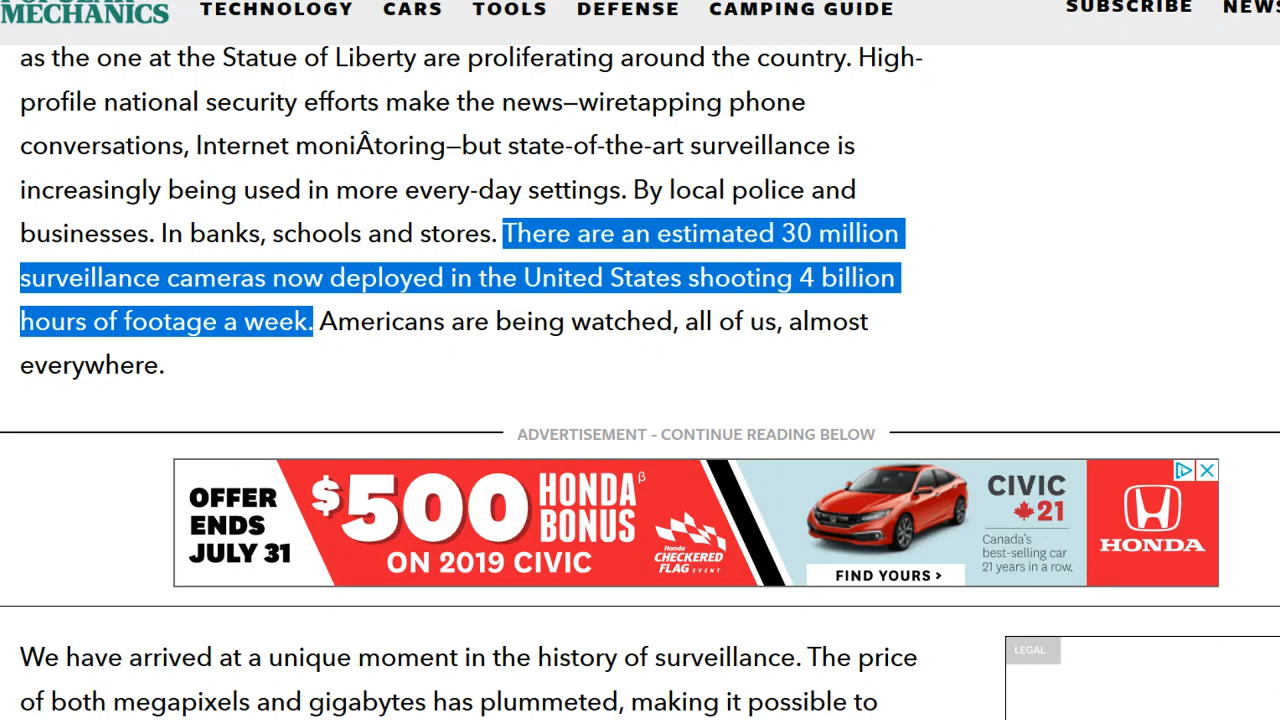 POPULAR
MECHANICS
TECHNOLOGY CARS TOOLS DEFENSE CAMPING GUIDE SUBSCRIBE NEWS
as the one at the Statue of Liberty are proliferating around the country. High-
profile national security efforts make the news—wiretapping phone
conversations, Internet moniÂtoring—but state-of-the-art surveillance is
increasingly being used in more every-day settings. By local police and
businesses. In banks, schools and stores. There are an estimated 30 million
surveillance cameras now deployed in the United States shooting 4 billion
hours of footage a week. Americans are being watched, all of us, almost
everywhere.
ADVERTISEMENT - CONTINUE READING BELOW
OFFER
ENDS
JULY 31
$500 HONDA BONUSᵝ
ON 2019 CIVIC
Honda
CHECKERED
FLAG EVENT
FIND YOURS >
CIVIC
21
Canada's
best-selling car
21 years in a row.
HONDA
We have arrived at a unique moment in the history of surveillance. The price
of both megapixels and gigabytes has plummeted, making it possible to
LEGAL